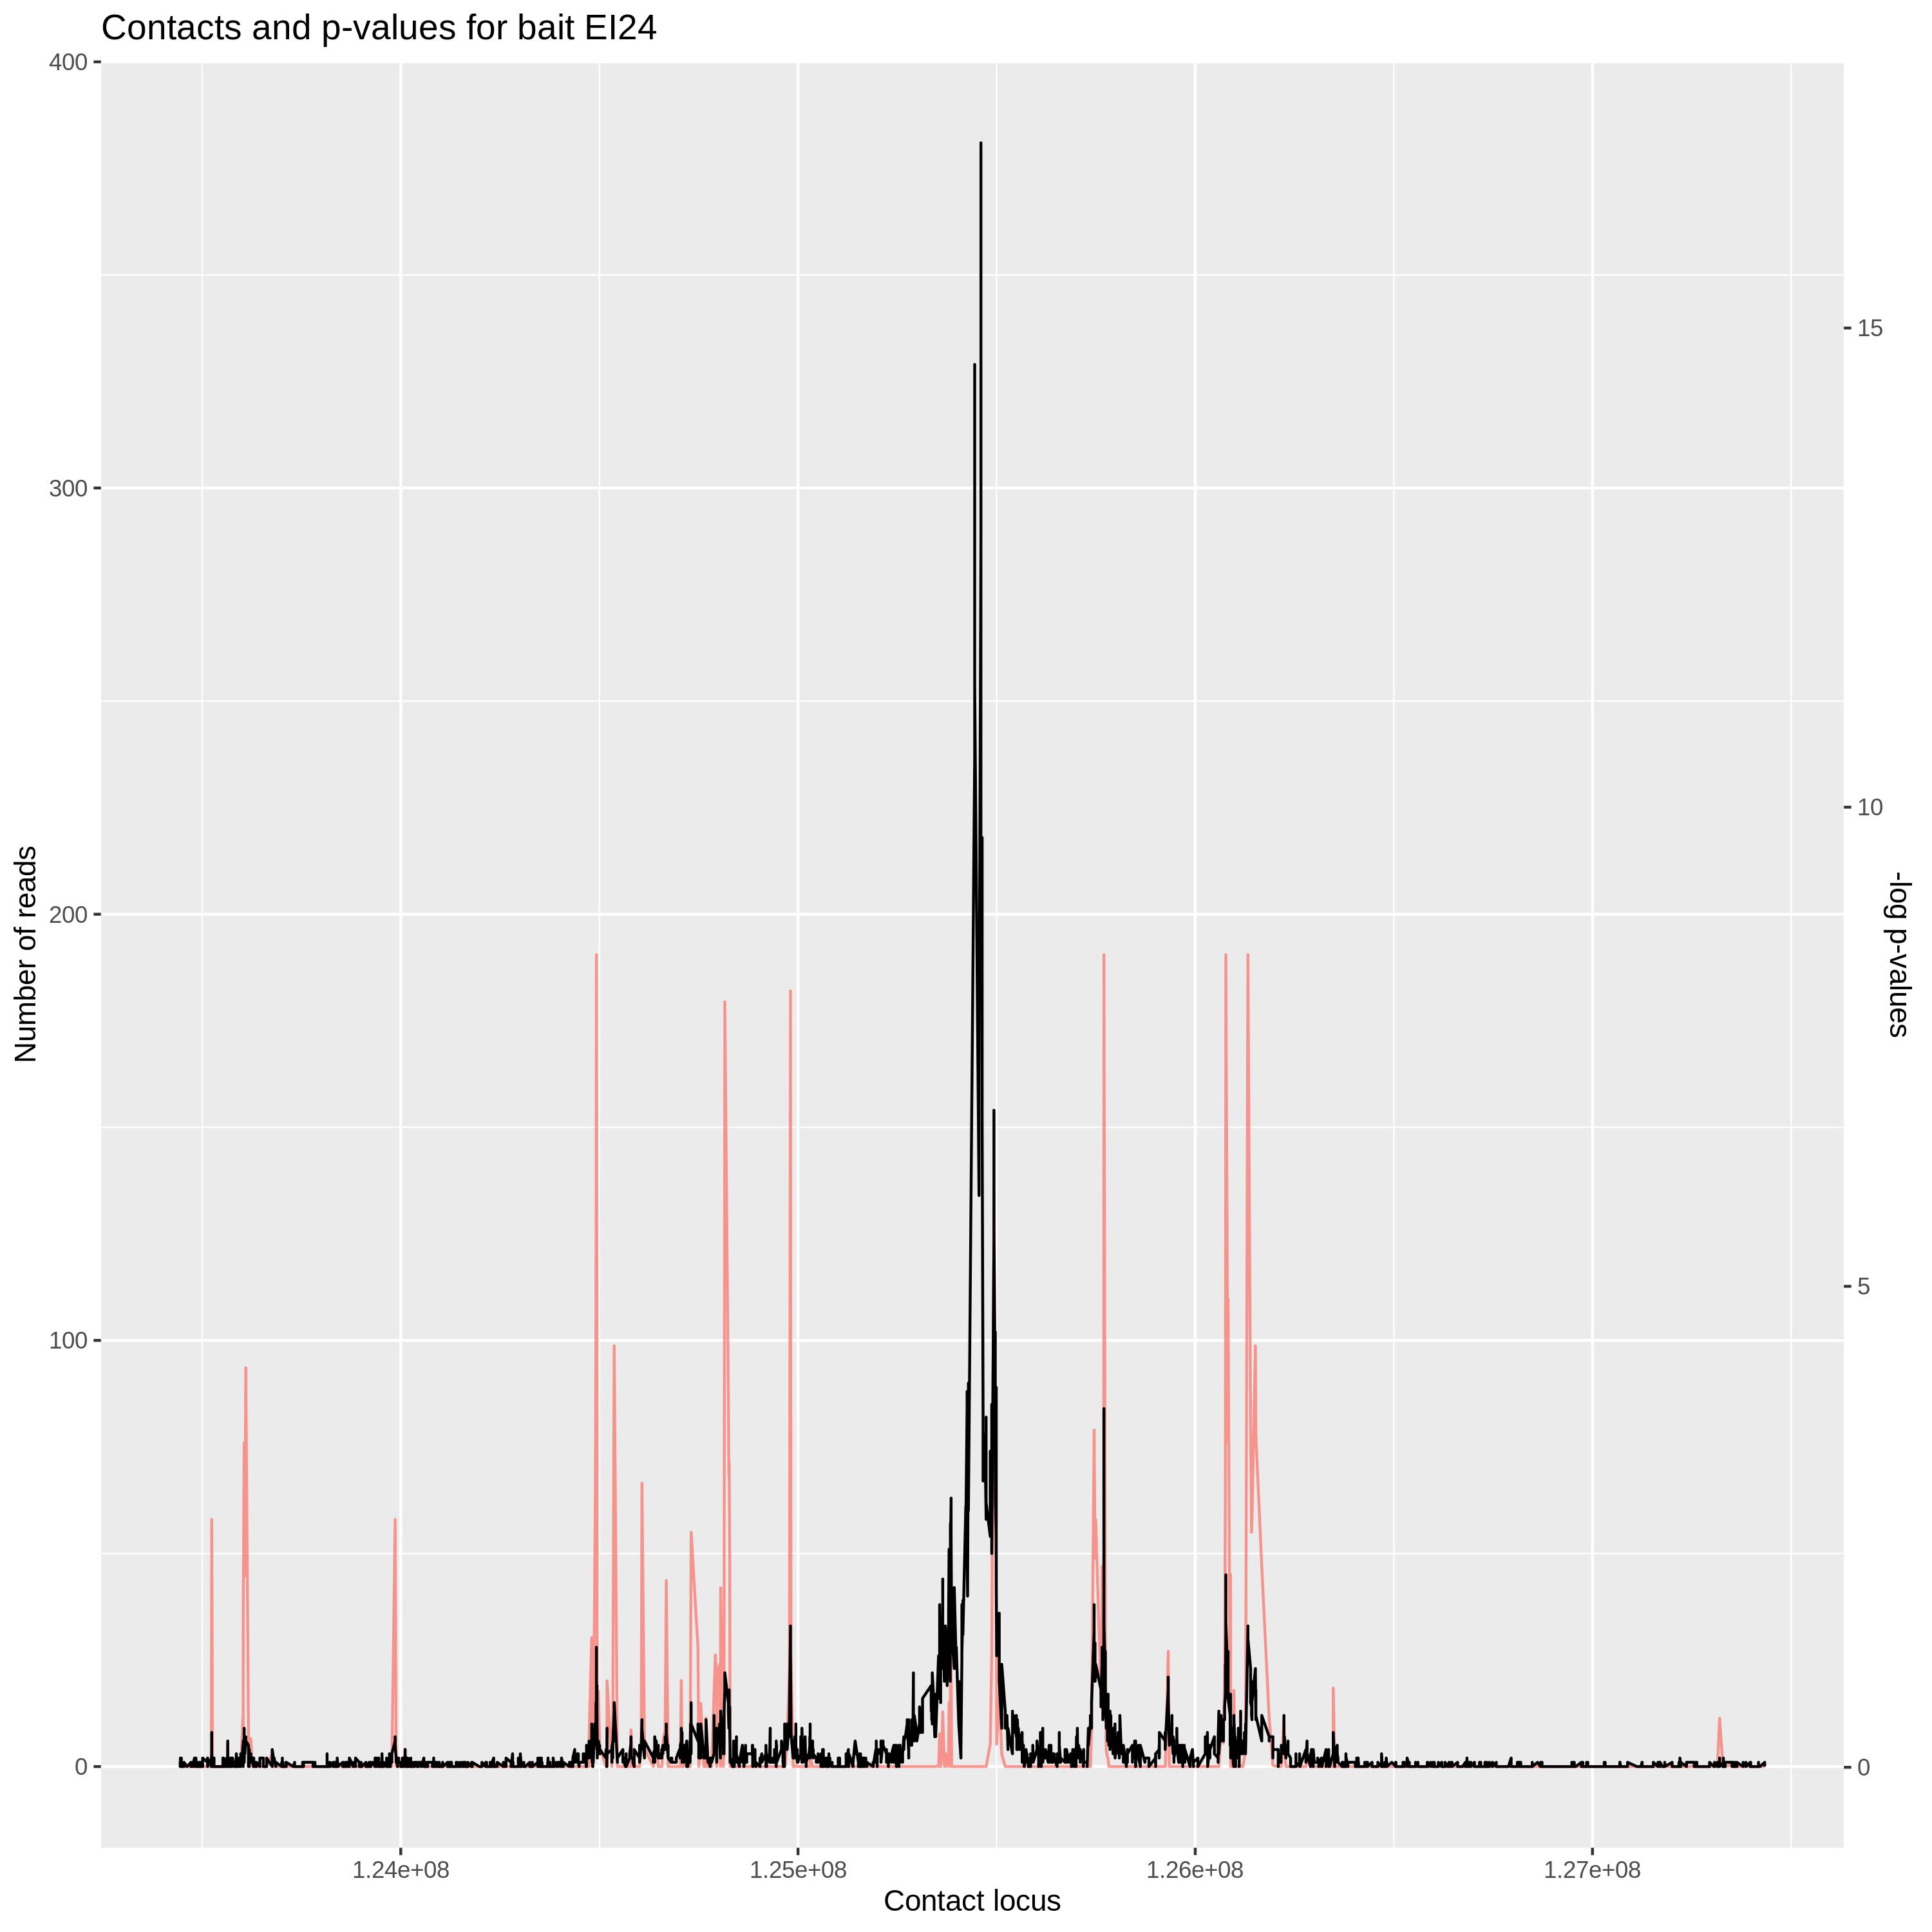 Contacts and p-values for bait EI24
400
300
200
100
0
Number of reads
15
10
5
0
-log p-values
1.24e+08
1.25e+08
1.26e+08
1.27e+08
Contact locus